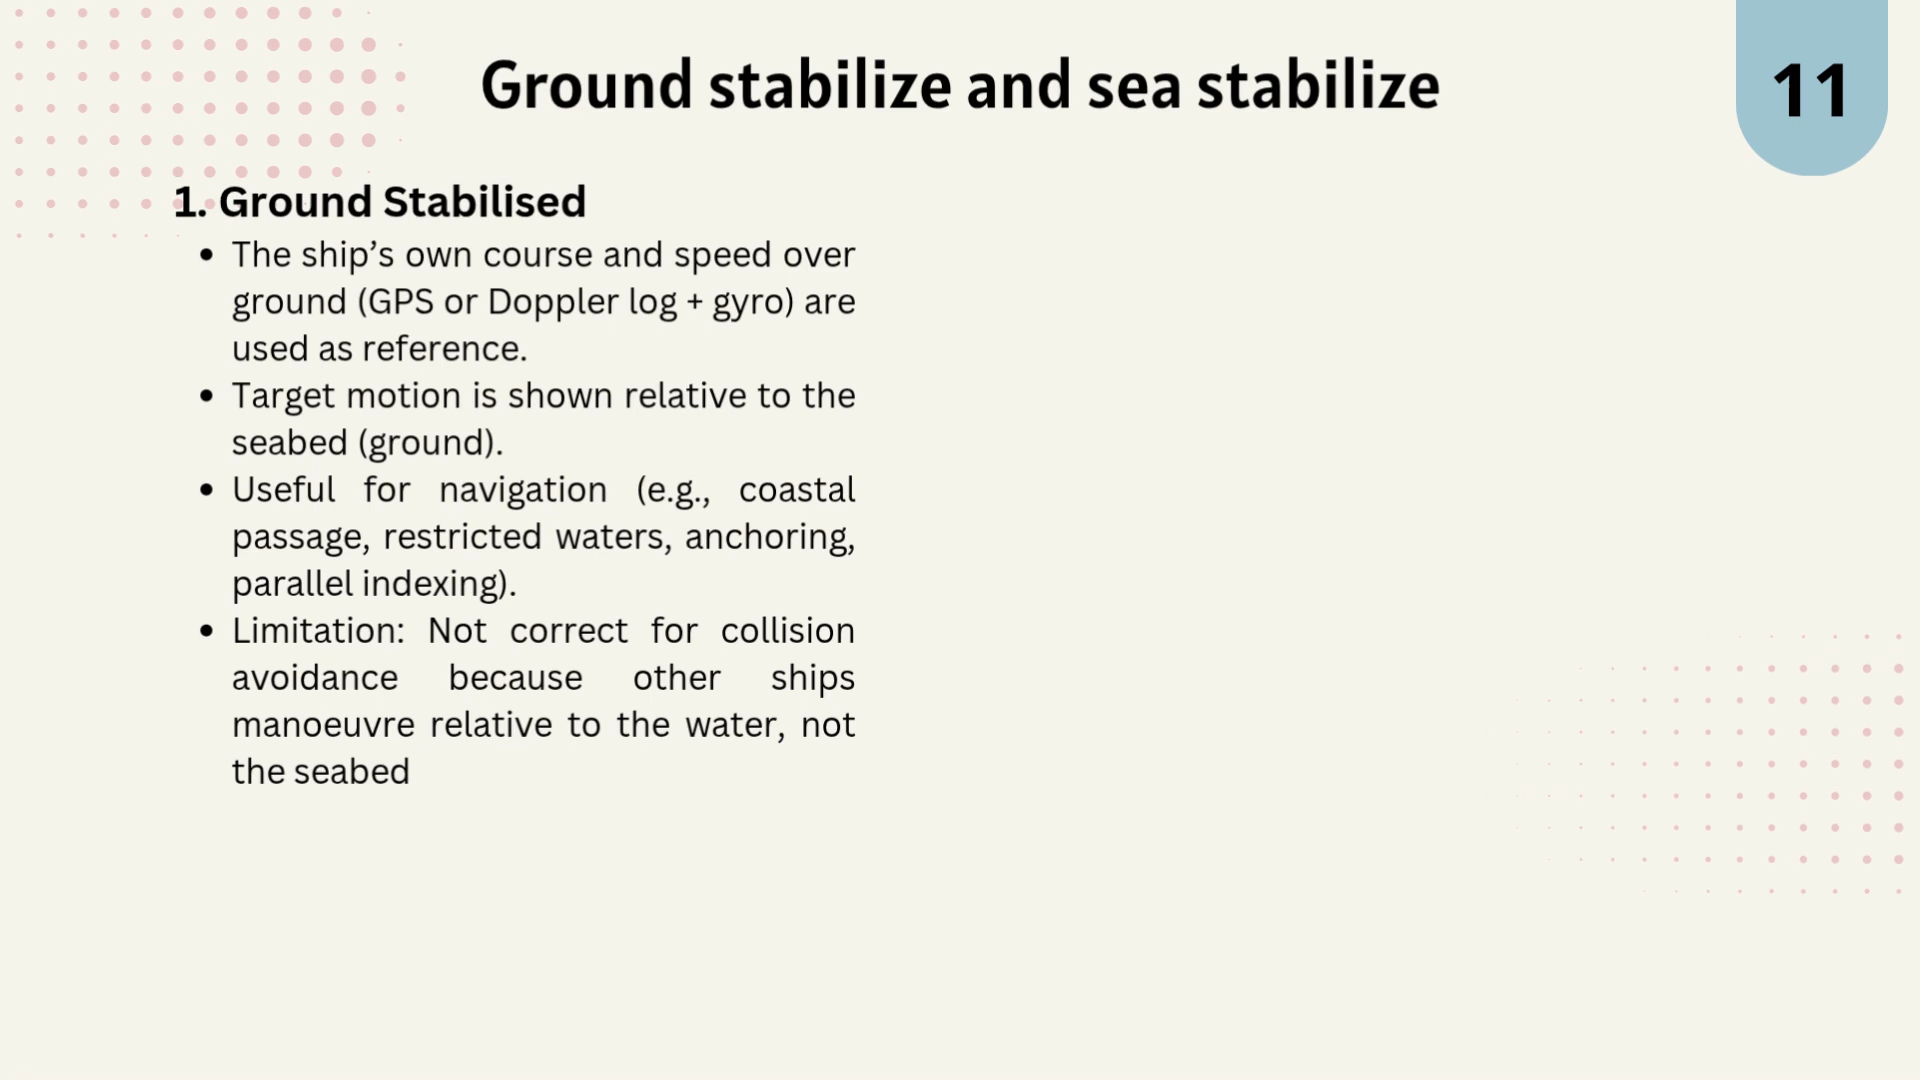 Ground stabilize and sea stabilize
11
1. Ground Stabilised
• The ship’s own course and speed over
ground (GPS or Doppler log + gyro) are
used as reference.
• Target motion is shown relative to the
seabed (ground).
• Useful for navigation (e.g., coastal
passage, restricted waters, anchoring,
parallel indexing).
• Limitation: Not correct for collision
avoidance because other ships
manoeuvre relative to the water, not
the seabed